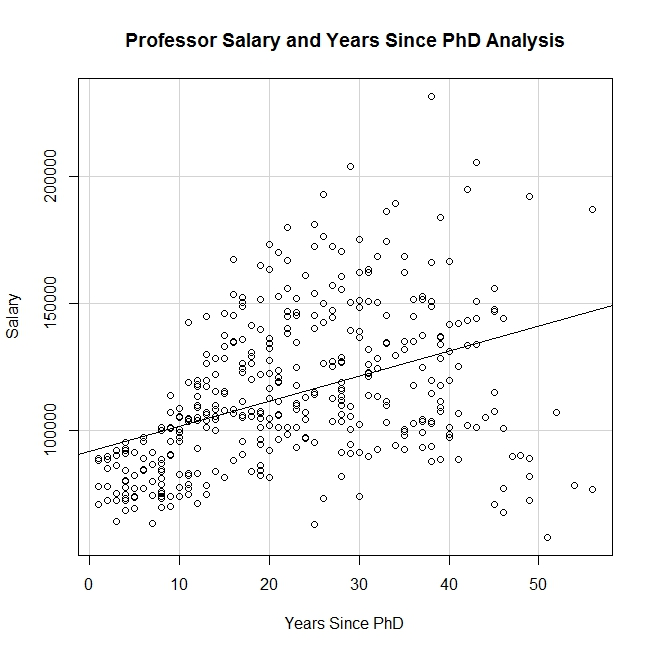 Professor Salary and Years Since PhD Analysis
200000
150000
100000
Salary
0 10 20 30 40 50
Years Since PhD